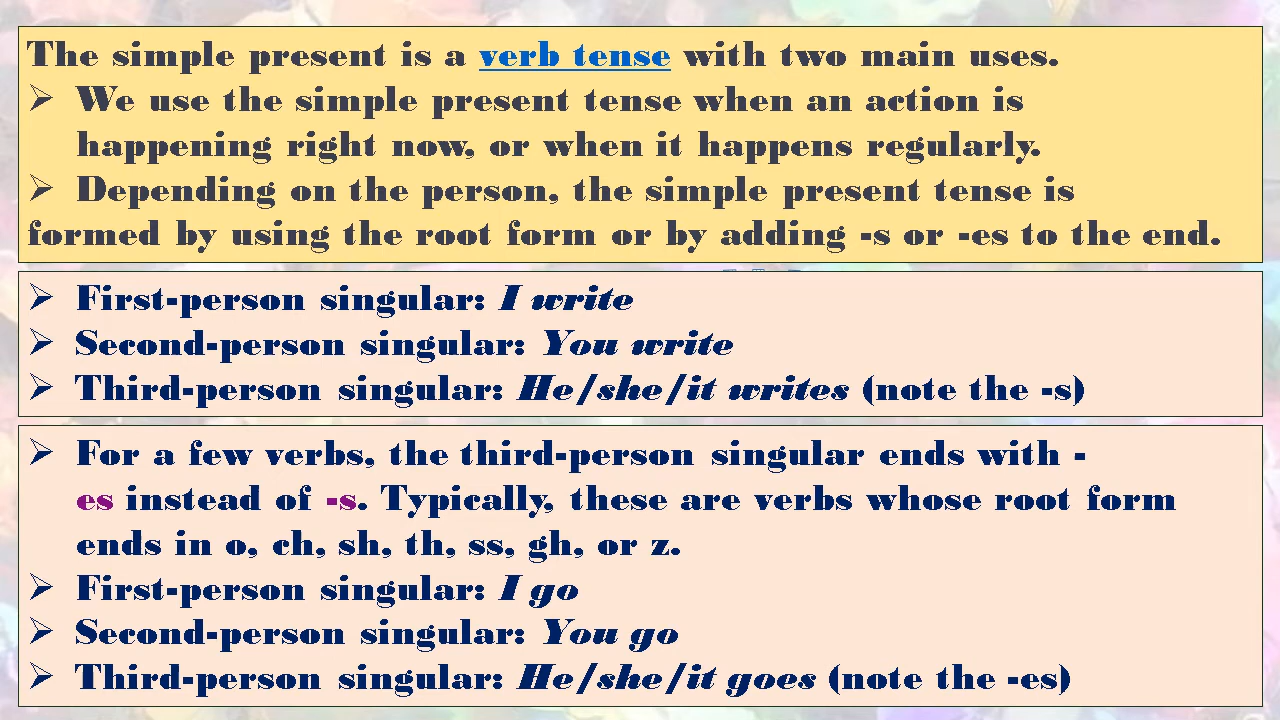 The simple present is a verb tense with two main uses.
➢ We use the simple present tense when an action is
happening right now, or when it happens regularly.
➢ Depending on the person, the simple present tense is
formed by using the root form or by adding -s or -es to the end.
➢ First-person singular: I write
➢ Second-person singular: You write
➢ Third-person singular: He/she/it writes (note the -s)
➢ For a few verbs, the third-person singular ends with -
es instead of -s. Typically, these are verbs whose root form
ends in o, ch, sh, th, ss, gh, or z.
➢ First-person singular: I go
➢ Second-person singular: You go
➢ Third-person singular: He/she/it goes (note the -es)